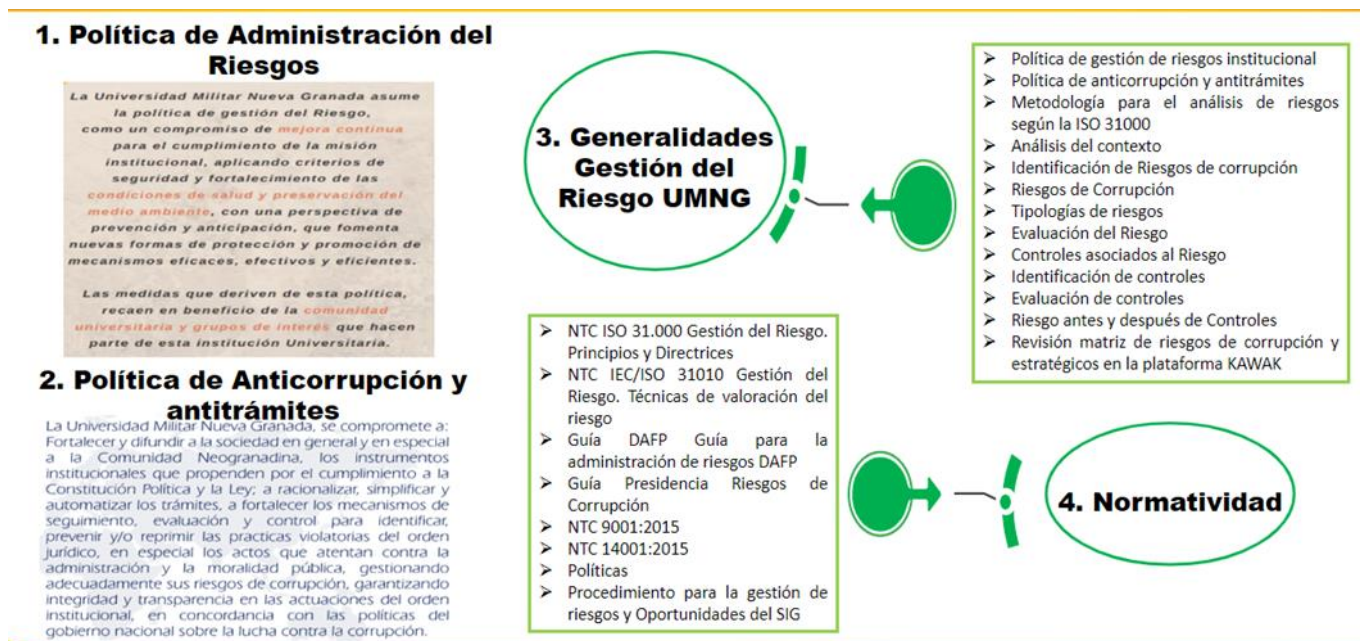 1. Política de Administración del
Riesgos
La Universidad Militar Nueva Granada asume
la política de gestión del Riesgo,
como un compromiso de mejora continua
para el cumplimiento de la misión
institucional, aplicando criterios de
seguridad y fortalecimiento de las
condiciones de salud y preservación del
medio ambiente, con una perspectiva de
prevención y anticipación, que fomenta
nuevas formas de protección y promoción de
mecanismos eficaces, efectivos y eficientes.
Las medidas que deriven de esta política,
recaen en beneficio de la comunidad
universitaria y grupos de interés que hacen
parte de esta institución Universitaria.
2. Política de Anticorrupción y
antitrámites
La Universidad Militar Nueva Granada, se compromete a:
Fortalecer y difundir a la sociedad en general y en especial
a la Comunidad Neogranadina, los instrumentos
institucionales que propenden por el cumplimiento a la
Constitución Política y la Ley; a racionalizar, simplificar y
automatizar los trámites, a fortalecer los mecanismos de
seguimiento, evaluación y control para identificar,
prevenir y/o reprimir las practicas violatorias del orden
jurídico, en especial los actos que atentan contra la
administración y la moralidad pública, gestionando
adecuadamente sus riesgos de corrupción, garantizando
integridad y transparencia en las actuaciones del orden
institucional, en concordancia con las políticas del
gobierno nacional sobre la lucha contra la corrupción.
3. Generalidades
Gestión del
Riesgo UMNG
➢ Política de gestión de riesgos institucional
➢ Política de anticorrupción y antitrámites
➢ Metodología para el análisis de riesgos
según la ISO 31000
➢ Análisis del contexto
➢ Identificación de Riesgos de corrupción
➢ Riesgos de Corrupción
➢ Tipologías de riesgos
➢ Evaluación del Riesgo
➢ Controles asociados al Riesgo
➢ Identificación de controles
➢ Evaluación de controles
➢ Riesgo antes y después de Controles
➢ Revisión matriz de riesgos de corrupción y
estratégicos en la plataforma KAWAK
➢ NTC ISO 31.000 Gestión del Riesgo.
Principios y Directrices
➢ NTC IEC/ISO 31010 Gestión del
Riesgo. Técnicas de valoración del
riesgo
➢ Guía DAFP Guía para la
administración de riesgos DAFP
➢ Guía Presidencia Riesgos de
Corrupción
➢ NTC 9001:2015
➢ NTC 14001:2015
➢ Políticas
➢ Procedimiento para la gestión de
riesgos y Oportunidades del SIG
4. Normatividad